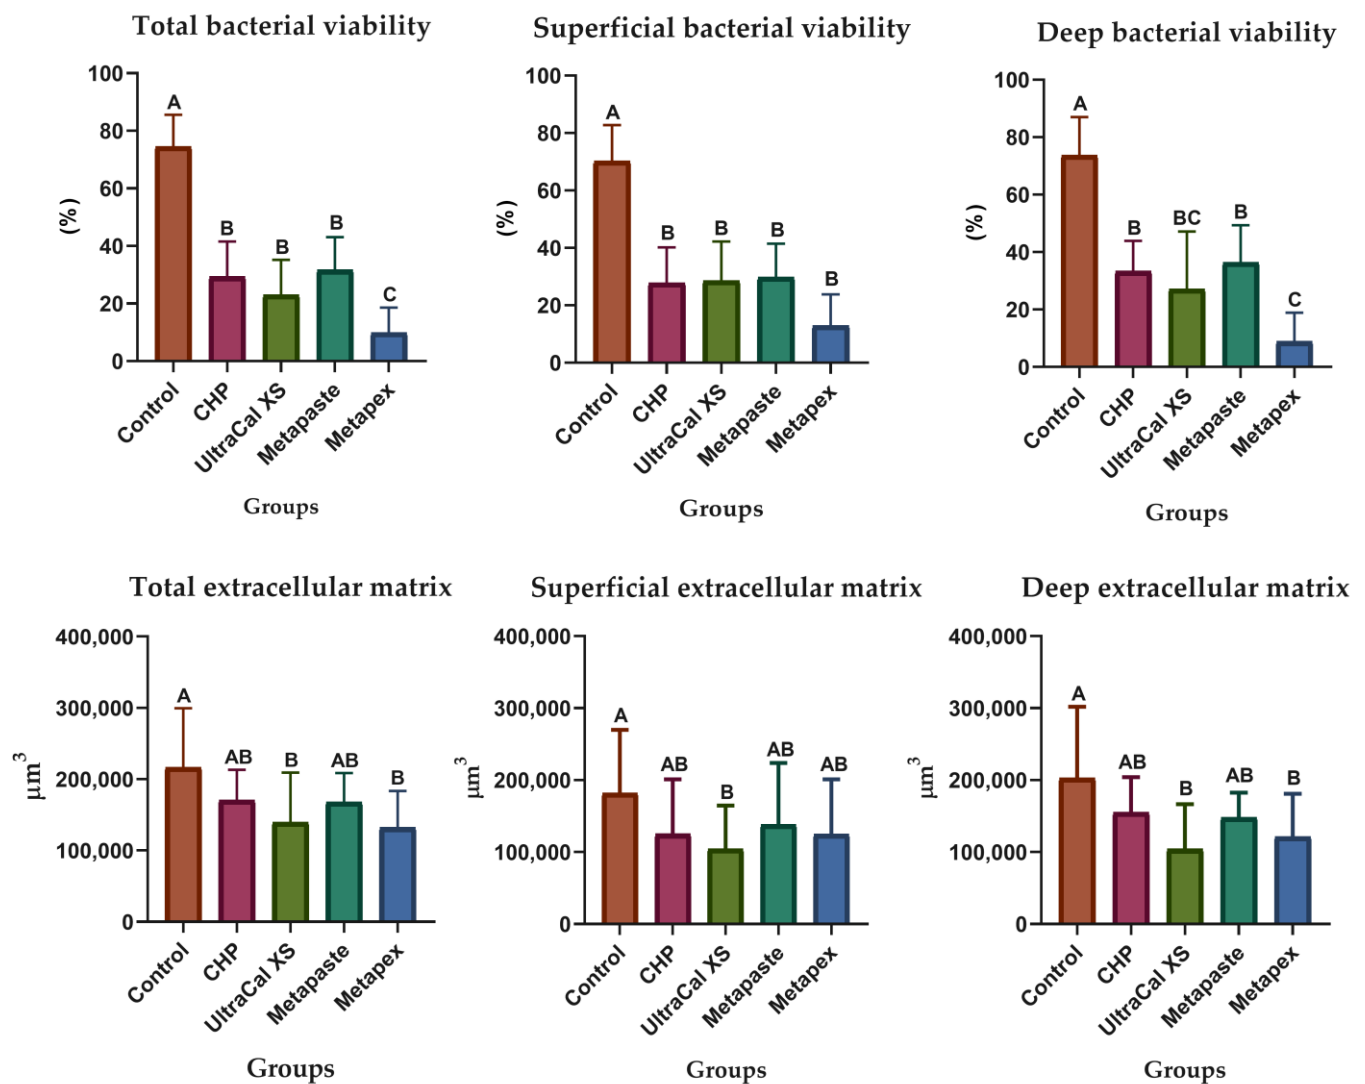 Total bacterial viability
100
80
60
40
20
0
(%)
A
B
B
B
C
Control
CHP
UltraCal XS
Metapaste
Metapex
Groups
Superficial bacterial viability
100
80
60
40
20
0
(%)
A
B
B
B
B
Control
CHP
UltraCal XS
Metapaste
Metapex
Groups
Deep bacterial viability
100
80
60
40
20
0
(%)
A
B
BC
B
C
Control
CHP
UltraCal XS
Metapaste
Metapex
Groups
Total extracellular matrix
400,000
300,000
200,000
100,000
0
μm³
A
AB
B
AB
B
Control
CHP
UltraCal XS
Metapaste
Metapex
Groups
Superficial extracellular matrix
400,000
300,000
200,000
100,000
0
μm³
A
AB
B
AB
AB
Control
CHP
UltraCal XS
Metapaste
Metapex
Groups
Deep extracellular matrix
400,000
300,000
200,000
100,000
0
μm³
A
AB
B
AB
B
Control
CHP
UltraCal XS
Metapaste
Metapex
Groups